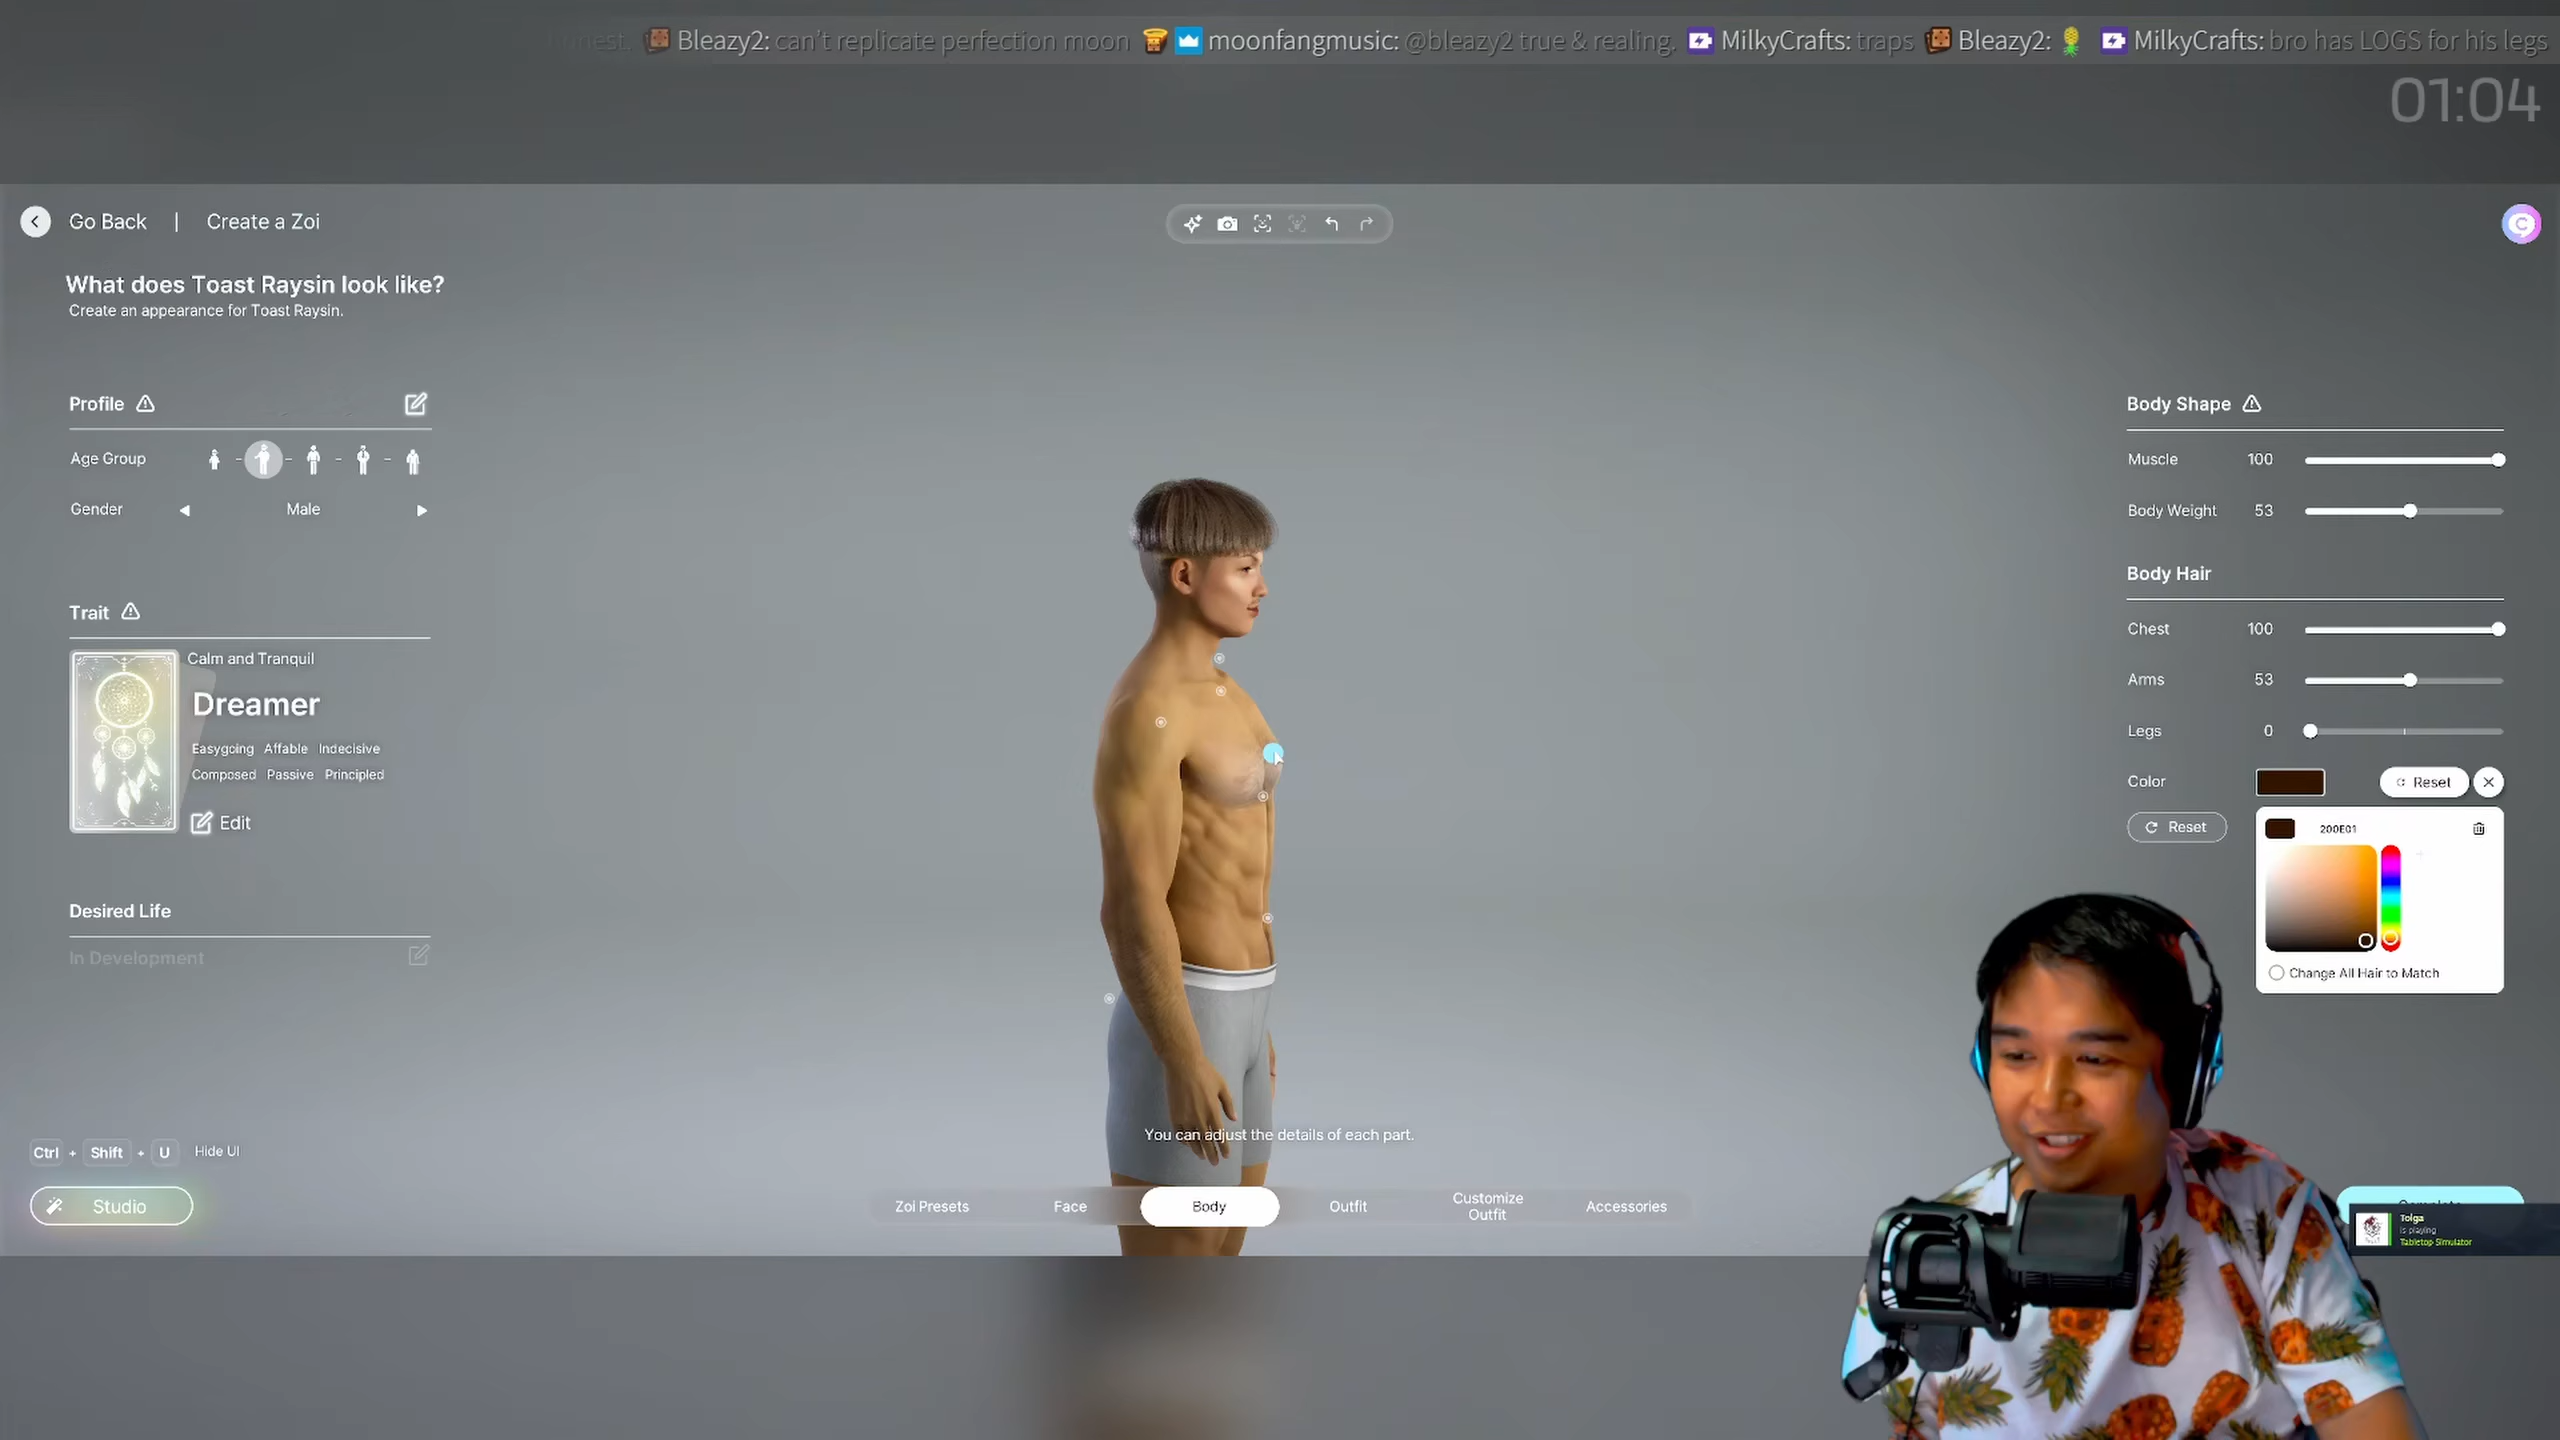 Bleazy2: can't replicate perfection moon moonfangmusic: @bleazy2 true & realing. MilkyCrafts: traps Bleazy2: MilkyCrafts: bro has LOGS for his legs
01:04
Go Back | Create a Zoi
What does Toast Raysin look like?
Create an appearance for Toast Raysin.
Profile
Age Group
Gender Male
Trait
Calm and Tranquil
Dreamer
Easygoing Affable Indecisive
Composed Passive Principled
Edit
Desired Life
In Development
Body Shape
Muscle 100
Body Weight 53
Body Hair
Chest 100
Arms 53
Legs 0
Color Reset
Reset
200E01
Change All Hair to Match
You can adjust the details of each part.
Ctrl + Shift + U Hide UI
Studio
Zoi Presets
Face
Body
Outfit
Customize
Outfit
Accessories
Tolga
is playing
Tabletop Simulator